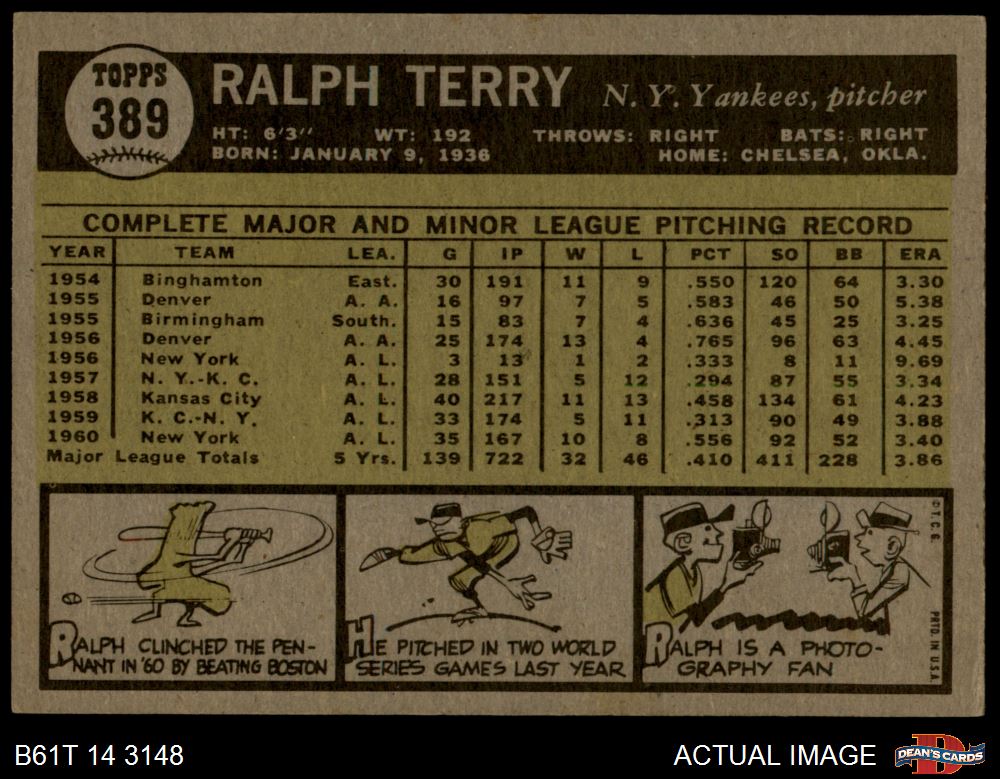 TOPPS
389
RALPH TERRY N. Y. Yankees, pitcher
HT: 6'3" WT: 192 THROWS: RIGHT BATS: RIGHT
BORN: JANUARY 9, 1936 HOME: CHELSEA, OKLA.
COMPLETE MAJOR AND MINOR LEAGUE PITCHING RECORD
YEAR TEAM LEA. G IP W L PCT SO BB ERA
1954 Binghamton East. 30 191 11 9 .550 120 64 3.30
1955 Denver A. A. 16 97 7 5 .583 46 50 5.38
1955 Birmingham South. 15 83 7 4 .636 45 25 3.25
1956 Denver A. A. 25 174 13 4 .765 96 63 4.45
1956 New York A. L. 3 13 1 2 .333 8 11 9.69
1957 N. Y.-K. C. A. L. 28 151 5 12 .294 87 55 3.34
1958 Kansas City A. L. 40 217 11 13 .458 134 61 4.23
1959 K. C.-N. Y. A. L. 33 174 5 11 .313 90 49 3.88
1960 New York A. L. 35 167 10 8 .556 92 52 3.40
Major League Totals 5 Yrs. 139 722 32 46 .410 411 228 3.86
RALPH CLINCHED THE PEN-
NANT IN '60 BY BEATING BOSTON
HE PITCHED IN TWO WORLD
SERIES GAMES LAST YEAR
RALPH IS A PHOTO-
GRAPHY FAN
© T. C. G.
PRTD. IN U.S.A.
B61T 14 3148
ACTUAL IMAGE
DEAN'S CARDS